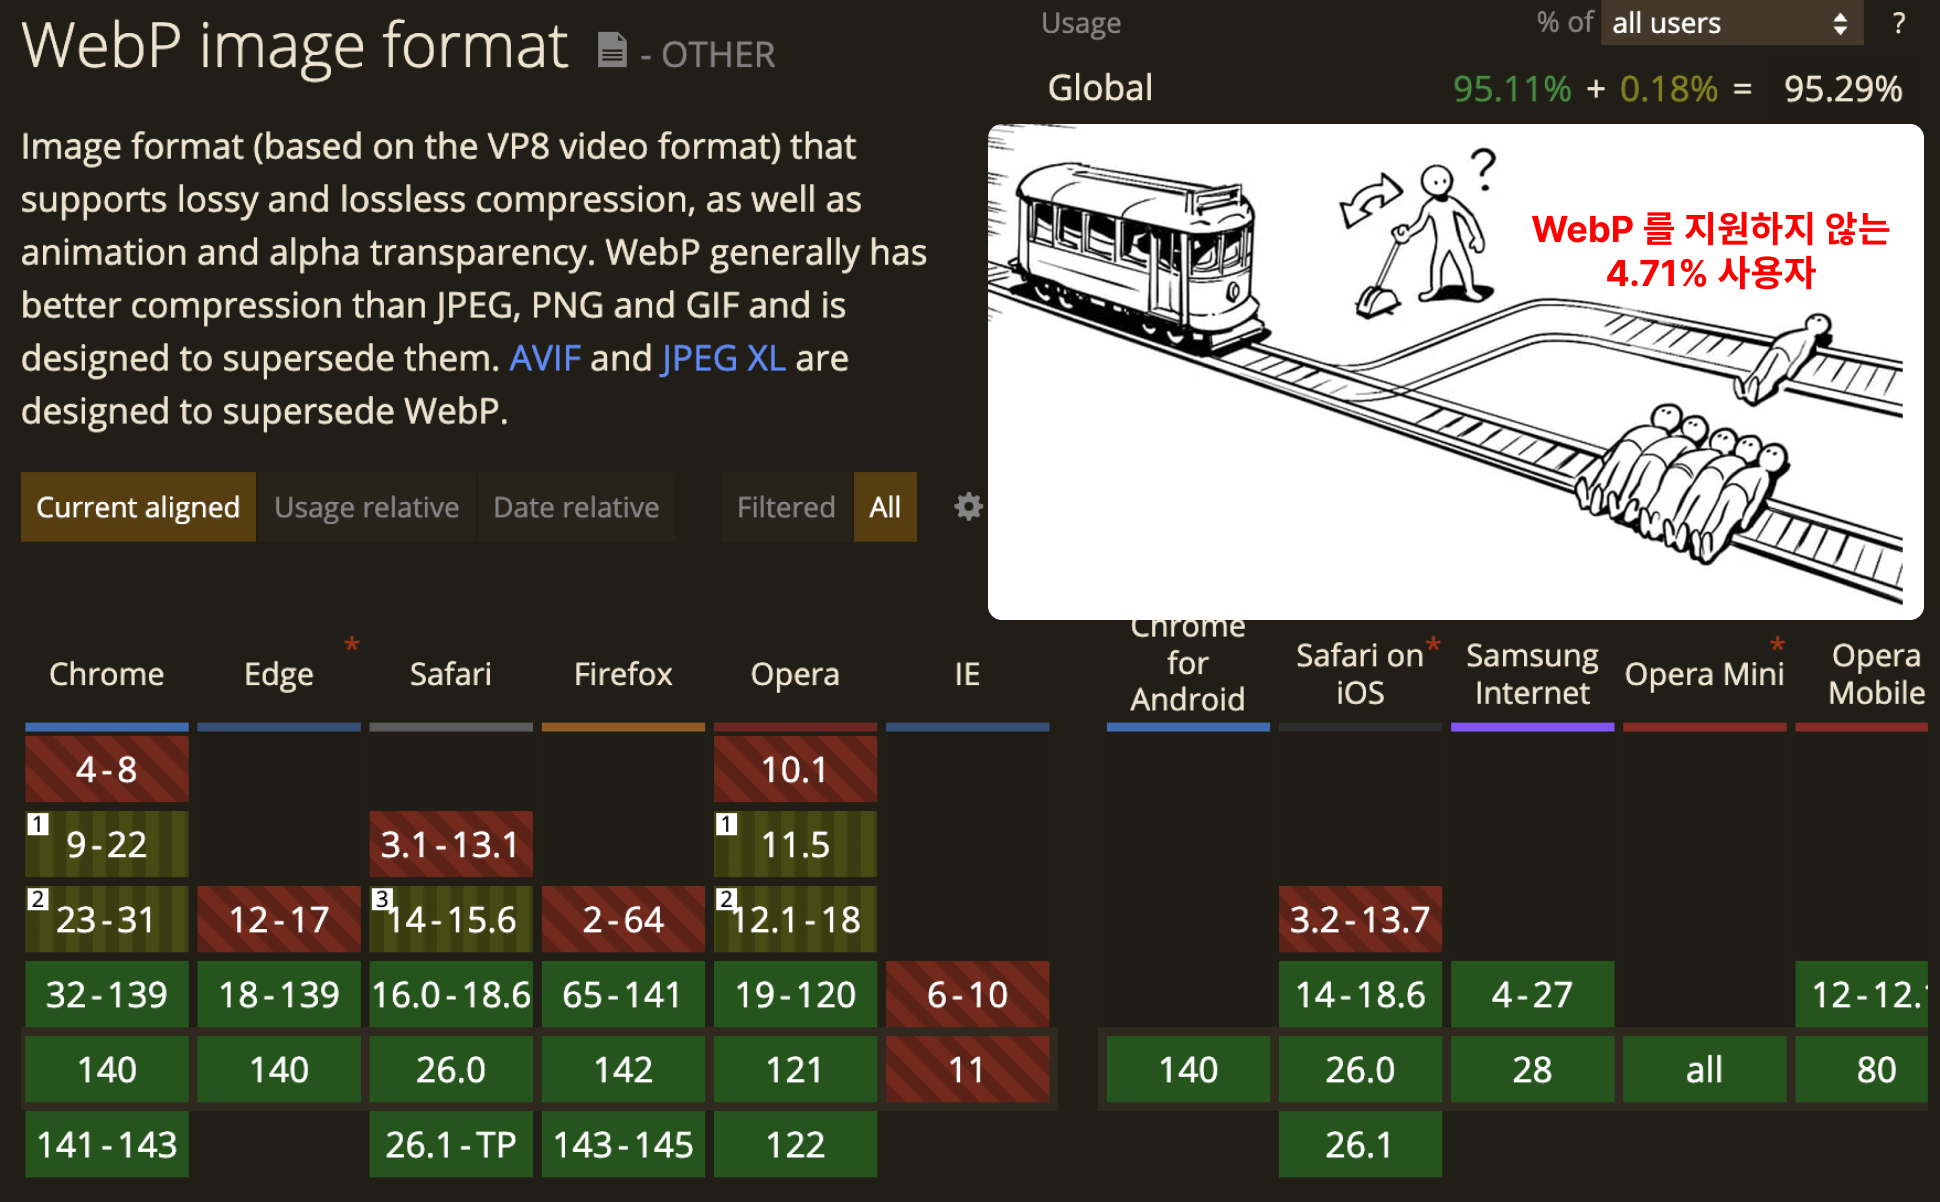 WebP image format - OTHER
Usage
% of all users ?
Global 95.11% + 0.18% = 95.29%
Image format (based on the VP8 video format) that
supports lossy and lossless compression, as well as
animation and alpha transparency. WebP generally has
better compression than JPEG, PNG and GIF and is
designed to supersede them. AVIF and JPEG XL are
designed to supersede WebP.
?
WebP 를 지원하지 않는
4.71% 사용자
Current aligned Usage relative Date relative Filtered All
Chrome Edge * Safari Firefox Opera IE
Chrome
for
Android
Safari on *
iOS
Samsung
Internet
Opera Mini *
Opera
Mobile
4-8 10.1
1 9-22 3.1-13.1 1 11.5
2 23-31 12-17 3 14-15.6 2-64 2 12.1-18 3.2-13.7
32-139 18-139 16.0-18.6 65-141 19-120 6-10 14-18.6 4-27 12-12.
140 140 26.0 142 121 11 140 26.0 28 all 80
141-143 26.1-TP 143-145 122 26.1